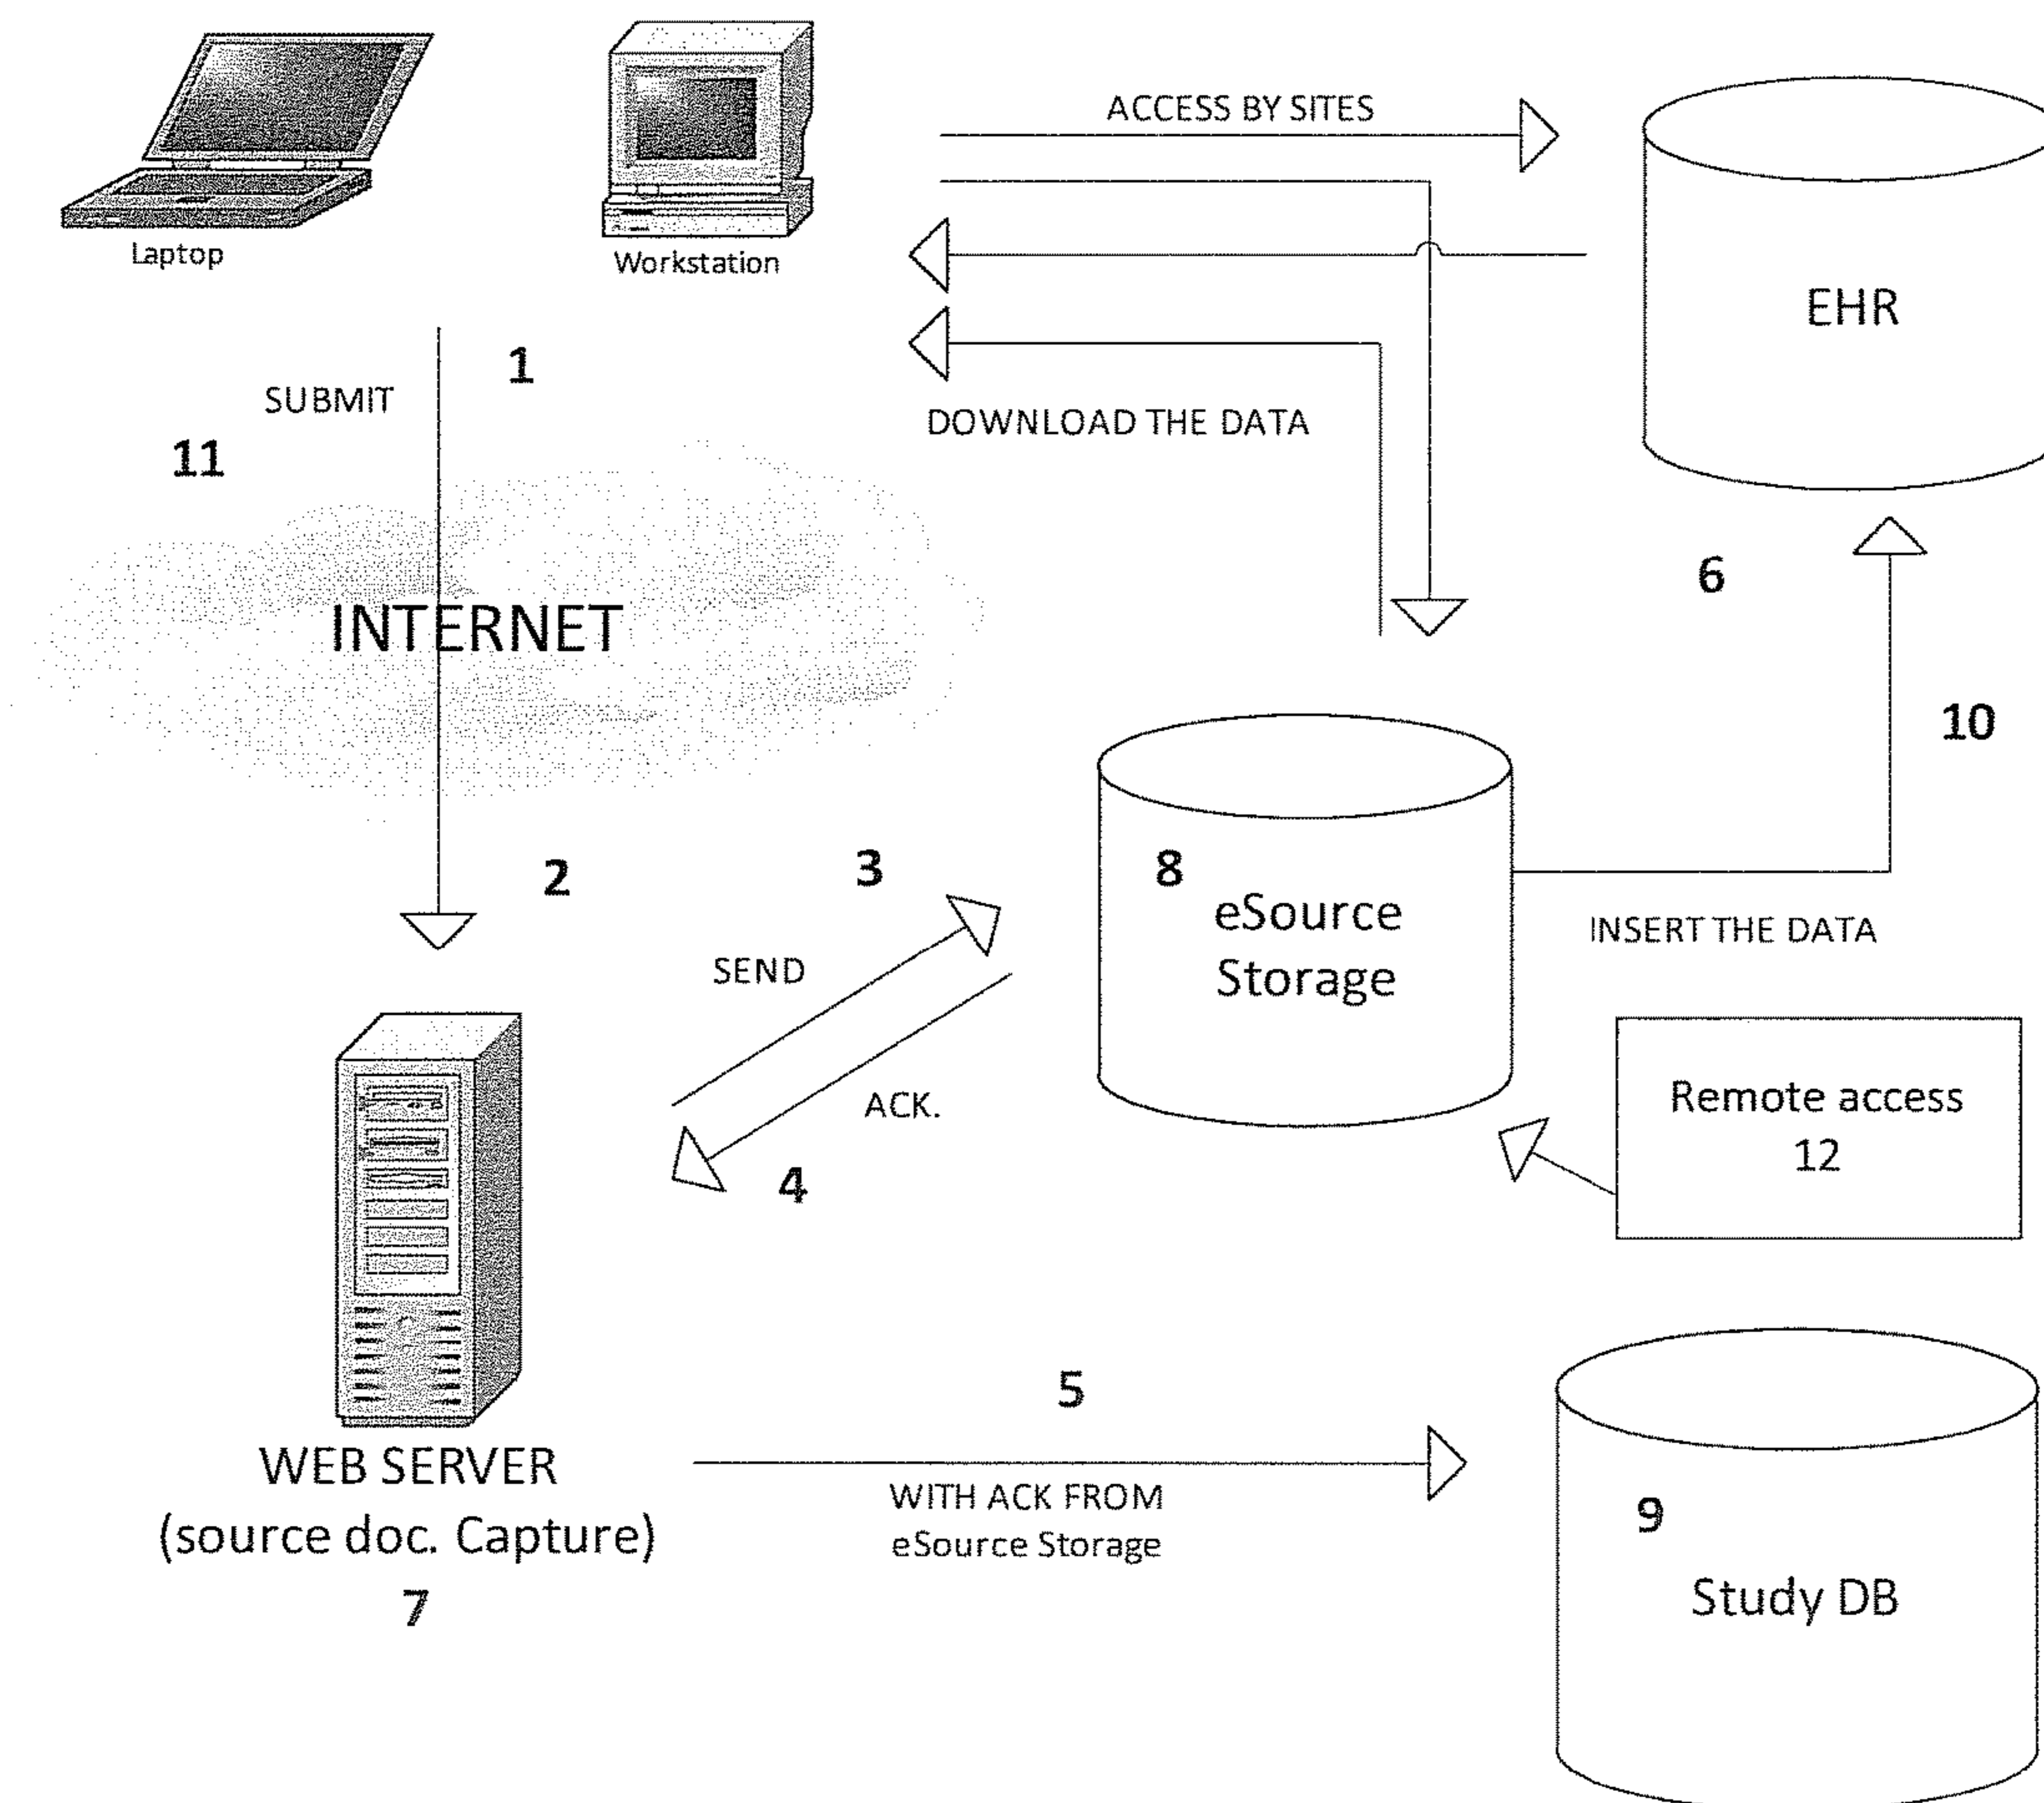 ACCESS BY SITES
Laptop
Workstation
EHR
1
SUBMIT
DOWNLOAD THE DATA
11
INTERNET
6
10
2
3
8
eSource
Storage
SEND
INSERT THE DATA
ACK.
Remote access
12
4
5
WEB SERVER
(source doc. Capture)
7
WITH ACK FROM
eSource Storage
9
Study DB